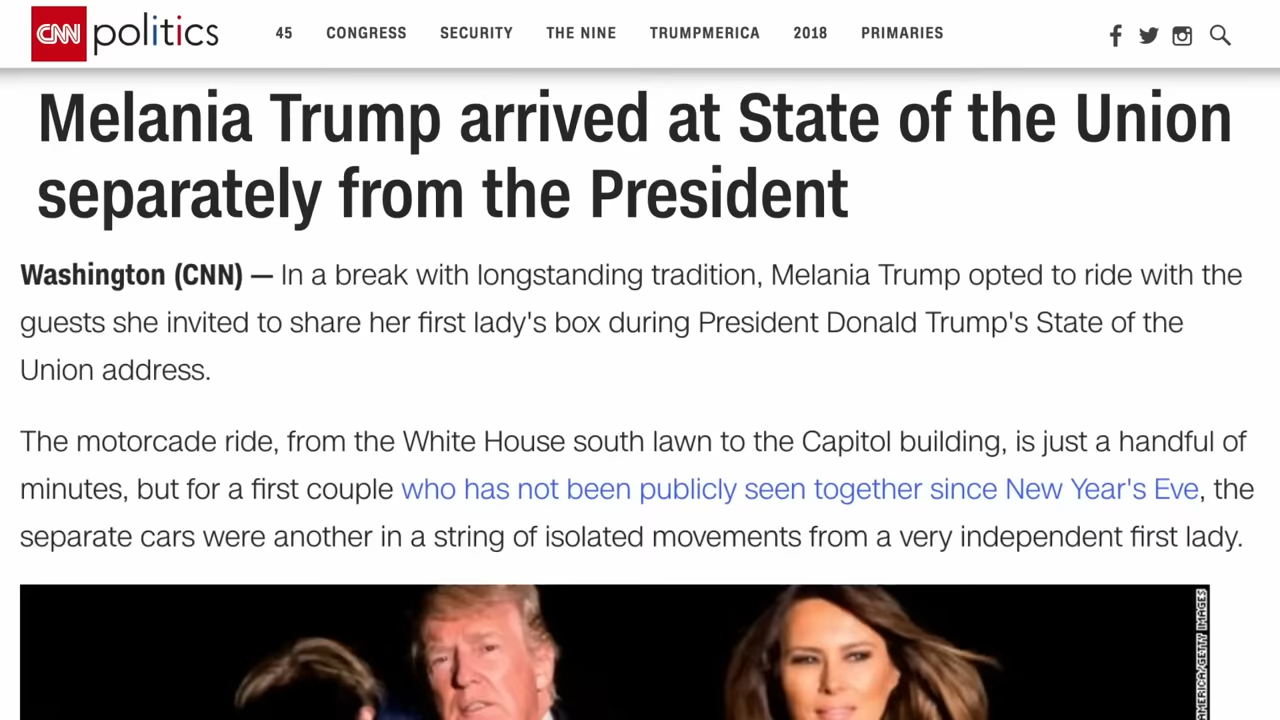 CNN politics 45 CONGRESS SECURITY THE NINE TRUMPMERICA 2018 PRIMARIES
Melania Trump arrived at State of the Union
separately from the President
Washington (CNN) — In a break with longstanding tradition, Melania Trump opted to ride with the
guests she invited to share her first lady's box during President Donald Trump's State of the
Union address.
The motorcade ride, from the White House south lawn to the Capitol building, is just a handful of
minutes, but for a first couple who has not been publicly seen together since New Year's Eve, the
separate cars were another in a string of isolated movements from a very independent first lady.
AMERICA/GETTY IMAGES